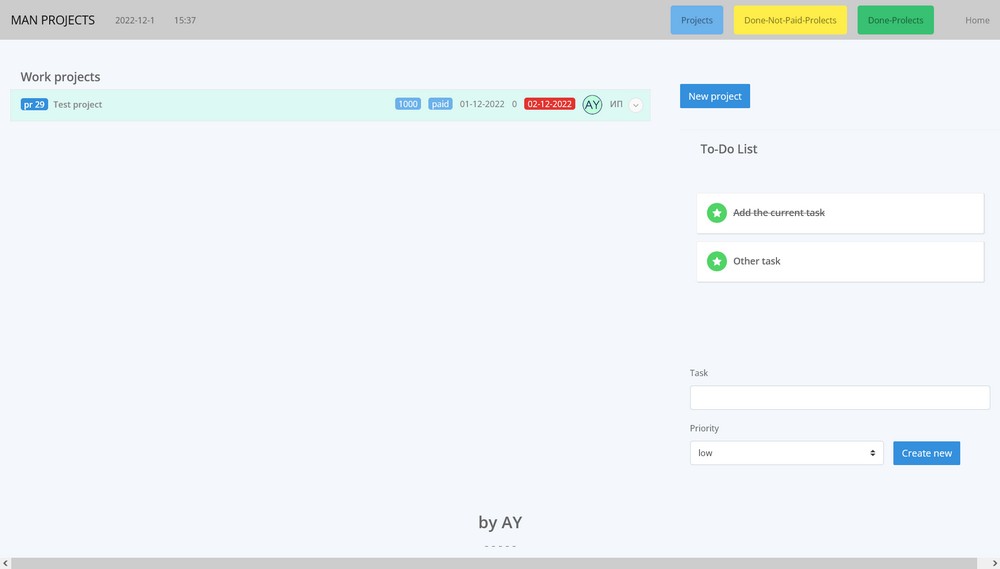 MAN PROJECTS 2022-12-1 15:37 Projects Done-Not-Paid-Prolects Done-Prolects Home
Work projects
pr 29 Test project 1000 paid 01-12-2022 0 02-12-2022 AY ИП
New project
To-Do List
Add the current task
Other task
Task
Priority
low Create new
by AY